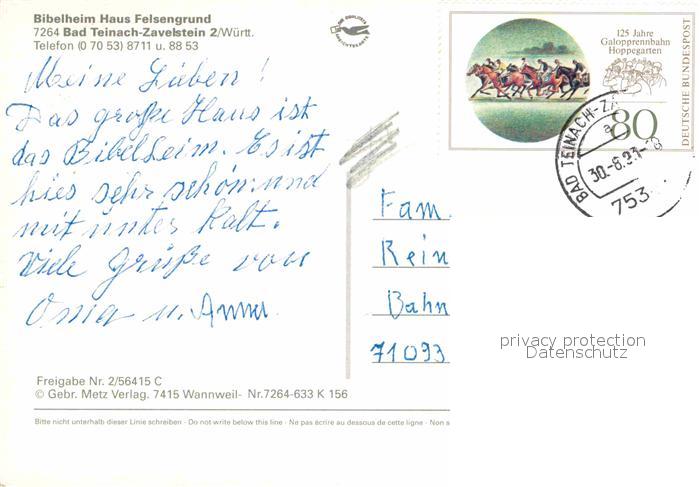 Bibelheim Haus Felsengrund
7264 Bad Teinach-Zavelstein 2/Württ.
Telefon (0 70 53) 8711 u. 88 53
Meine Lieben !
Das große Haus ist
das Bibelheim. Es ist
hier sehr schön und
mit unter kalt.
Viele Grüße von
Oma u. Anna.
Freigabe Nr. 2/56415 C
© Gebr. Metz Verlag. 7415 Wannweil- Nr.7264-633 K 156
Bitte nicht unterhalb dieser Linie schreiben - Do not write below this line - Ne pas écrire au dessous de cette ligne - Non s
125 Jahre
Galopprennbahn
Hoppegarten
80
DEUTSCHE BUNDESPOST
BAD TEINACH-ZA
a
753
Fam.
Rein
Bahn
71093
privacy protection
Datenschutz